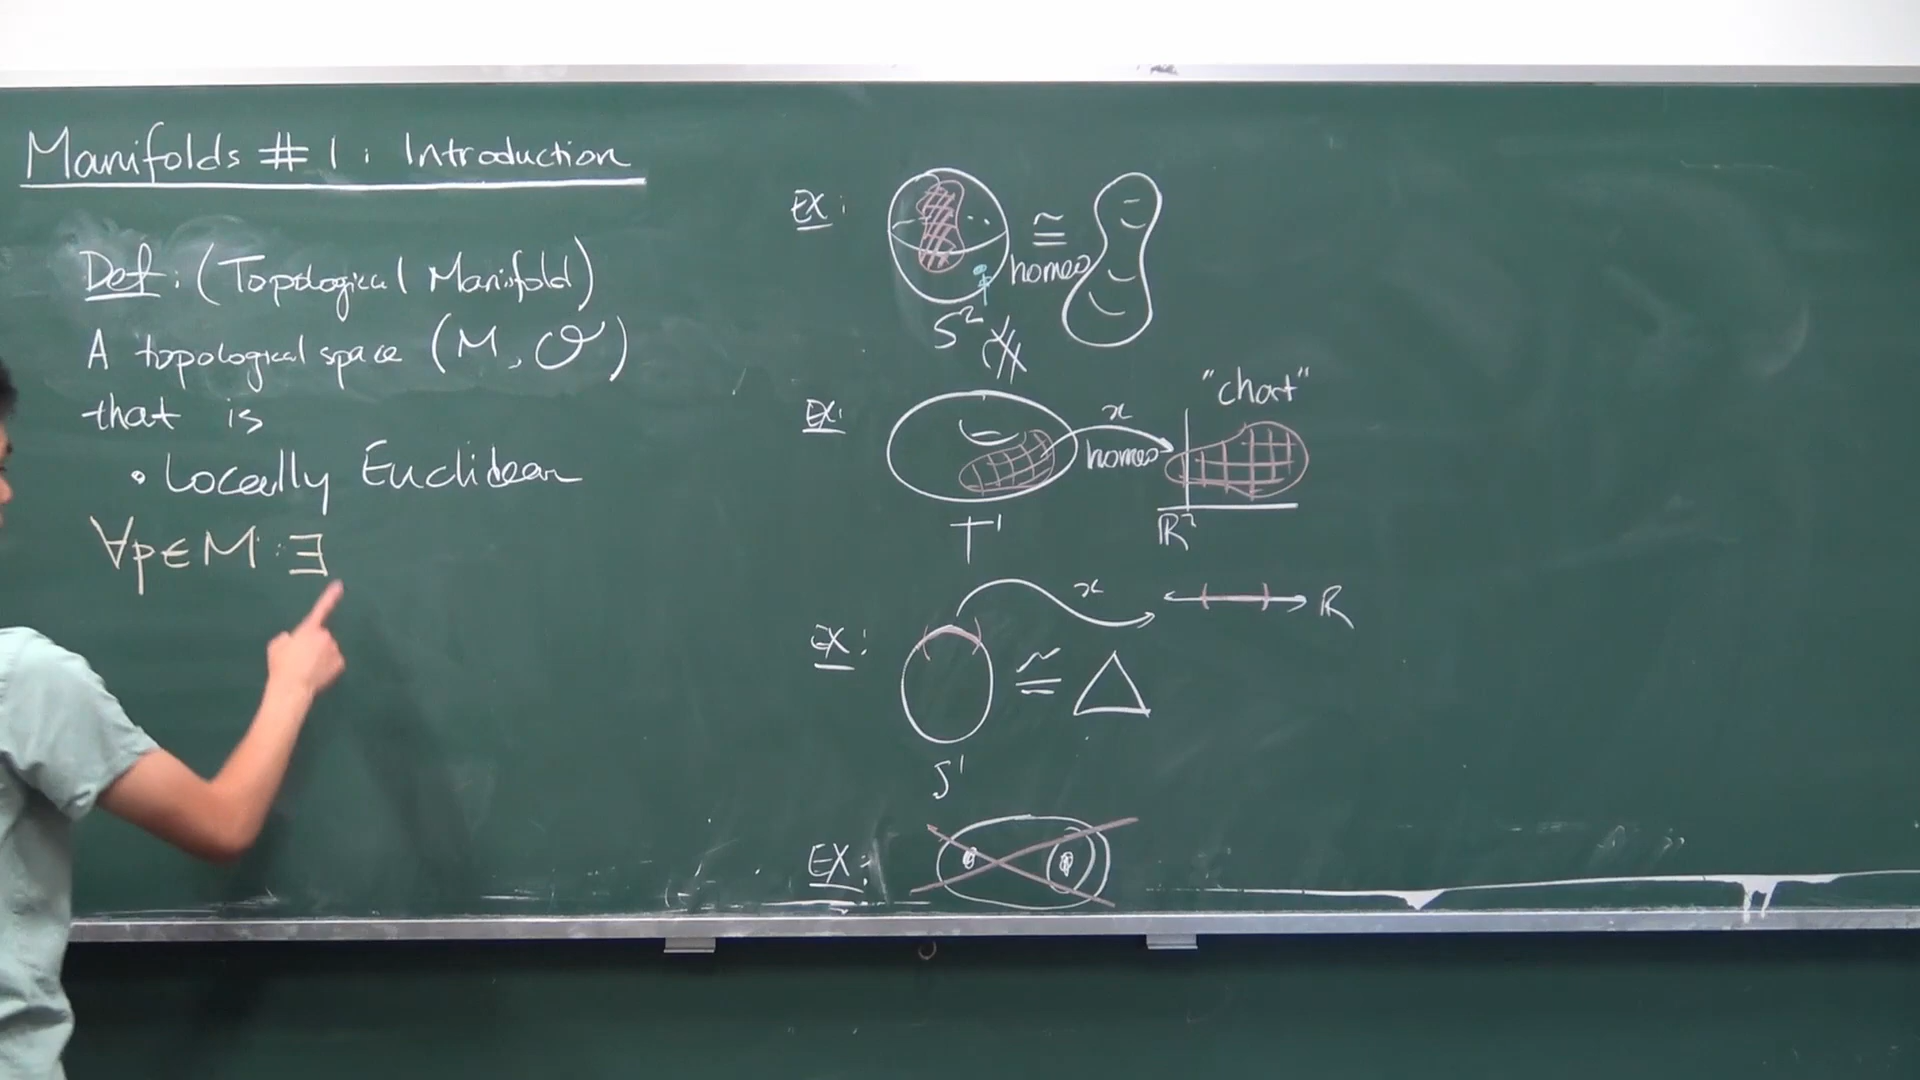 Manifolds #1: Introduction
Def: (Topological Manifold)
A topological space (M, 𝒪)
that is
• Locally Euclidean
∀p∈M : ∃
EX:
≅
homeo
S²
≇
EX:
x
homeo
"chart"
T¹
ℝ²
EX:
x
ℝ
≅
S¹
EX: